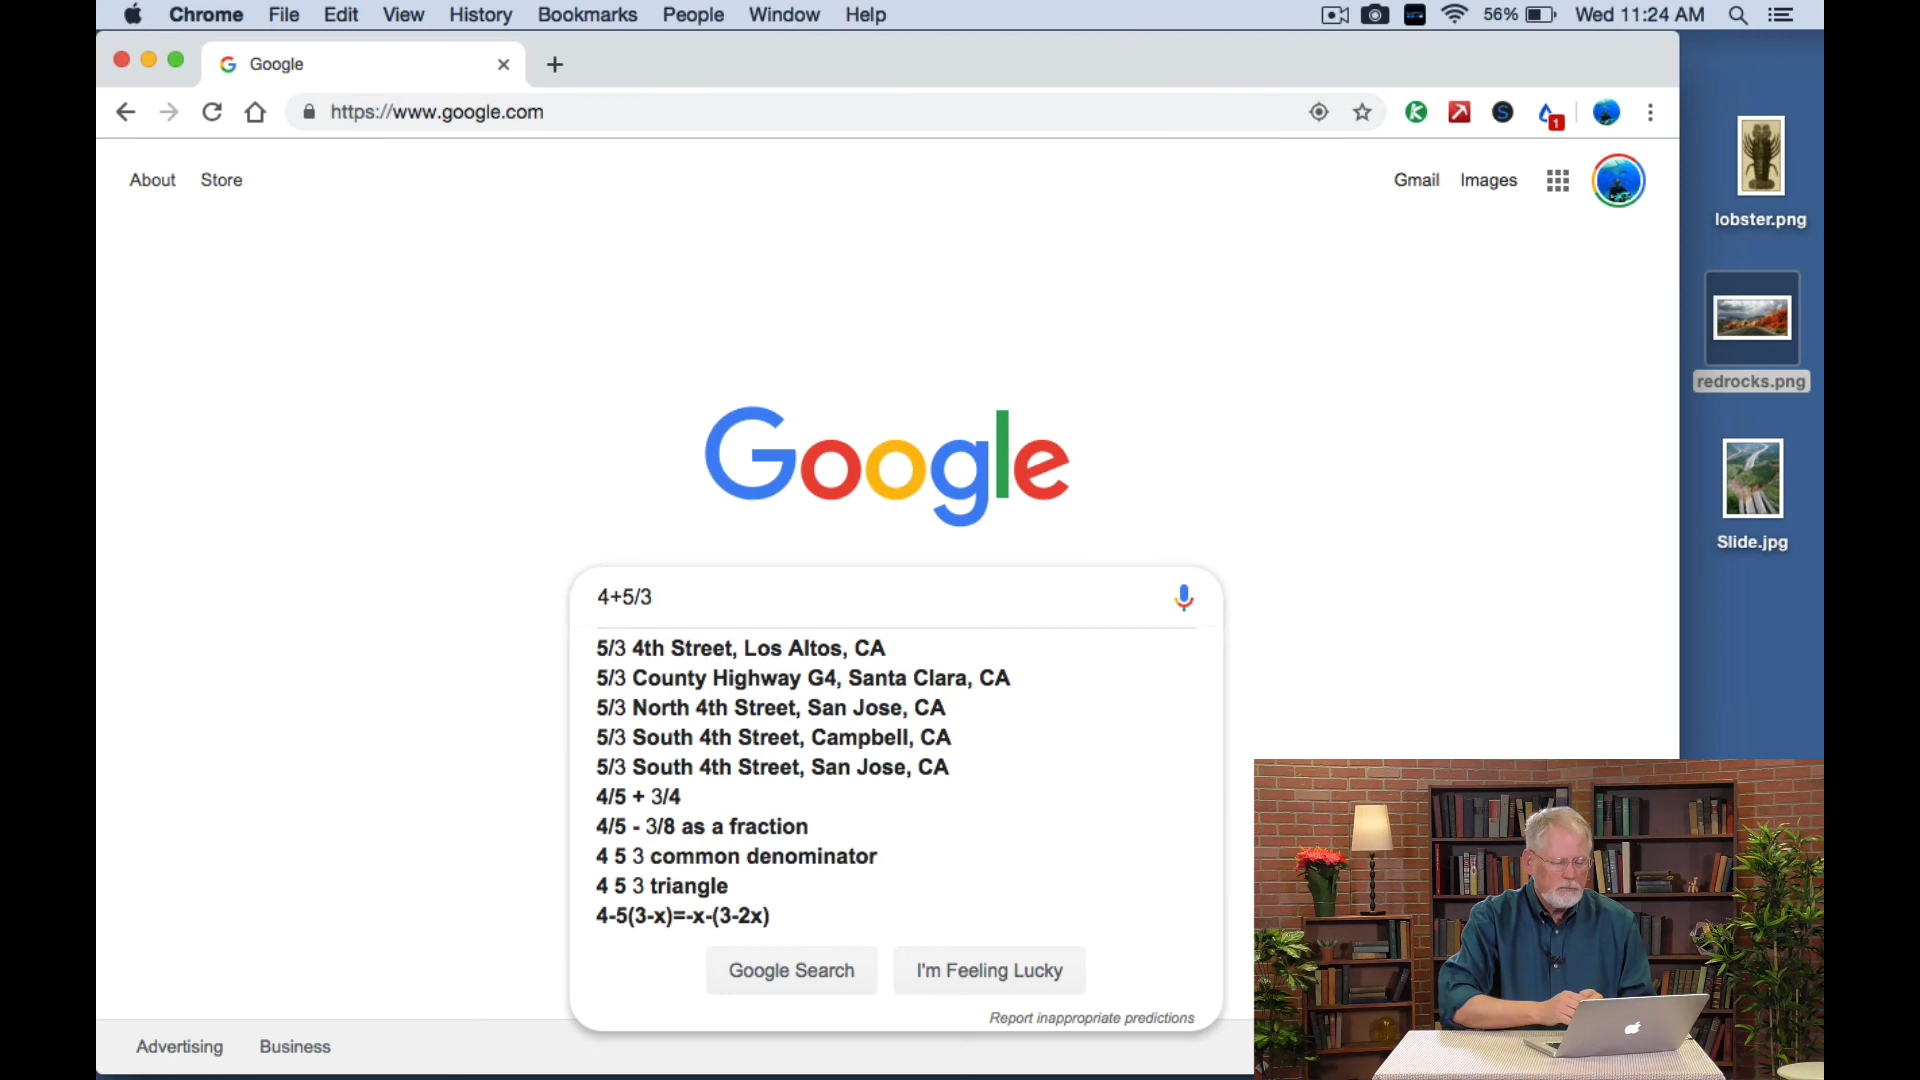 Chrome File Edit View History Bookmarks People Window Help 56% Wed 11:24 AM
Google
https://www.google.com
1
About Store Gmail Images
lobster.png
redrocks.png
Slide.jpg
Google
4+5/3
5/3 4th Street, Los Altos, CA
5/3 County Highway G4, Santa Clara, CA
5/3 North 4th Street, San Jose, CA
5/3 South 4th Street, Campbell, CA
5/3 South 4th Street, San Jose, CA
4/5 + 3/4
4/5 - 3/8 as a fraction
4 5 3 common denominator
4 5 3 triangle
4-5(3-x)=-x-(3-2x)
Google Search I'm Feeling Lucky
Report inappropriate predictions
Advertising Business